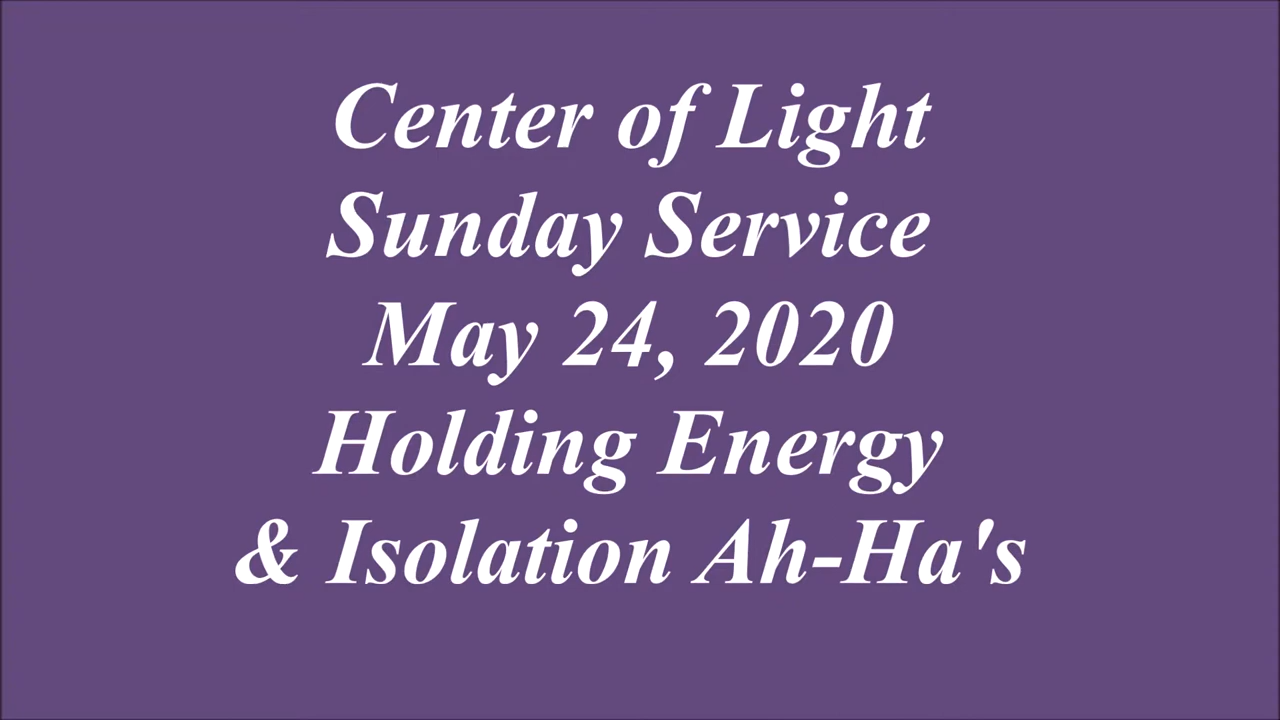 Center of Light
Sunday Service
May 24, 2020
Holding Energy
& Isolation Ah-Ha's